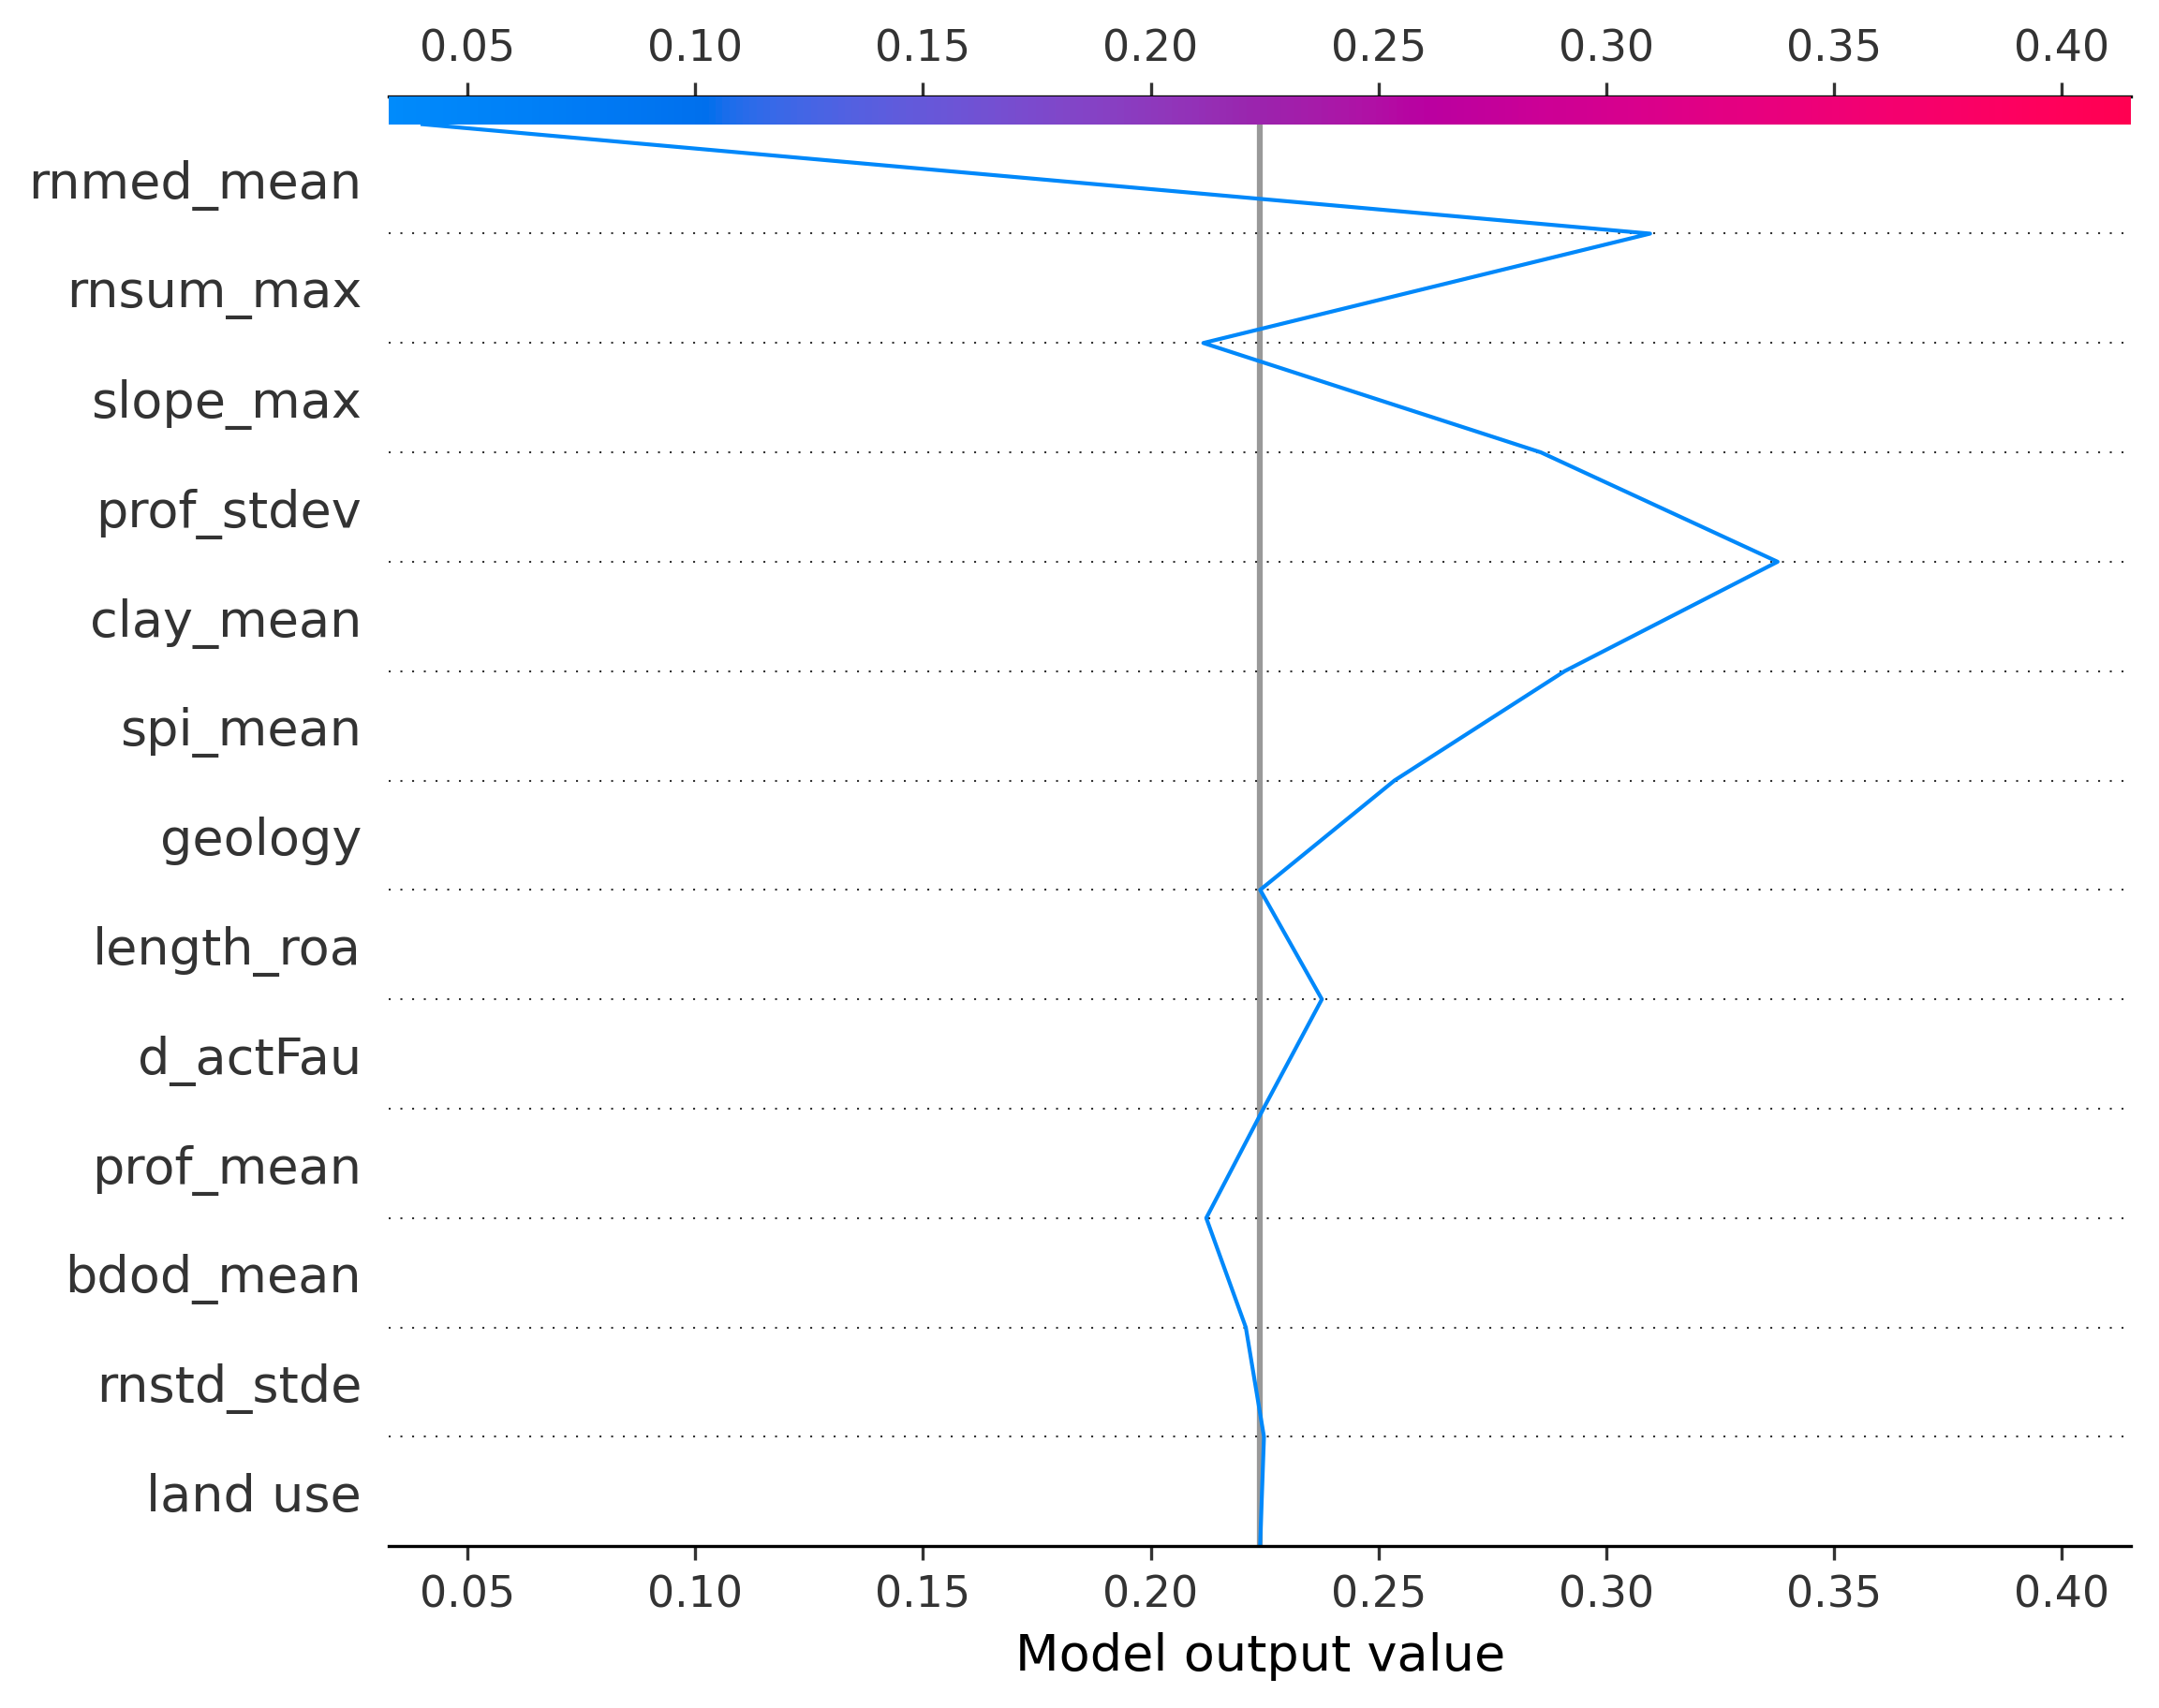 0.05 0.10 0.15 0.20 0.25 0.30 0.35 0.40
rnmed_mean
rnsum_max
slope_max
prof_stdev
clay_mean
spi_mean
geology
length_roa
d_actFau
prof_mean
bdod_mean
rnstd_stde
land use
0.05 0.10 0.15 0.20 0.25 0.30 0.35 0.40
Model output value